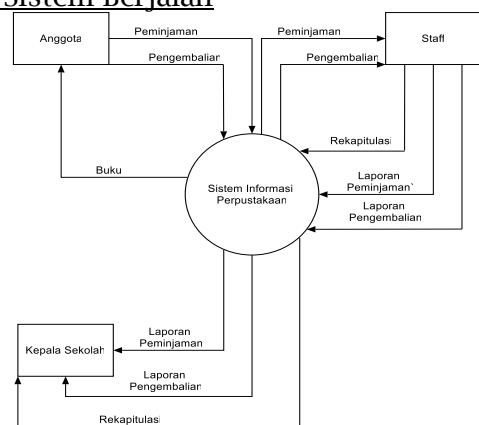 Sistem Berjalan
Anggota
Peminjaman
Pengembalian
Peminjaman
Pengembalian
Staff
Rekapitulasi
Buku
Sistem Informasi
Perpustakaan
Laporan
Peminjaman`
Laporan
Pengembalian
Kepala Sekolah
Laporan
Peminjaman
Laporan
Pengembalian
Rekapitulasi